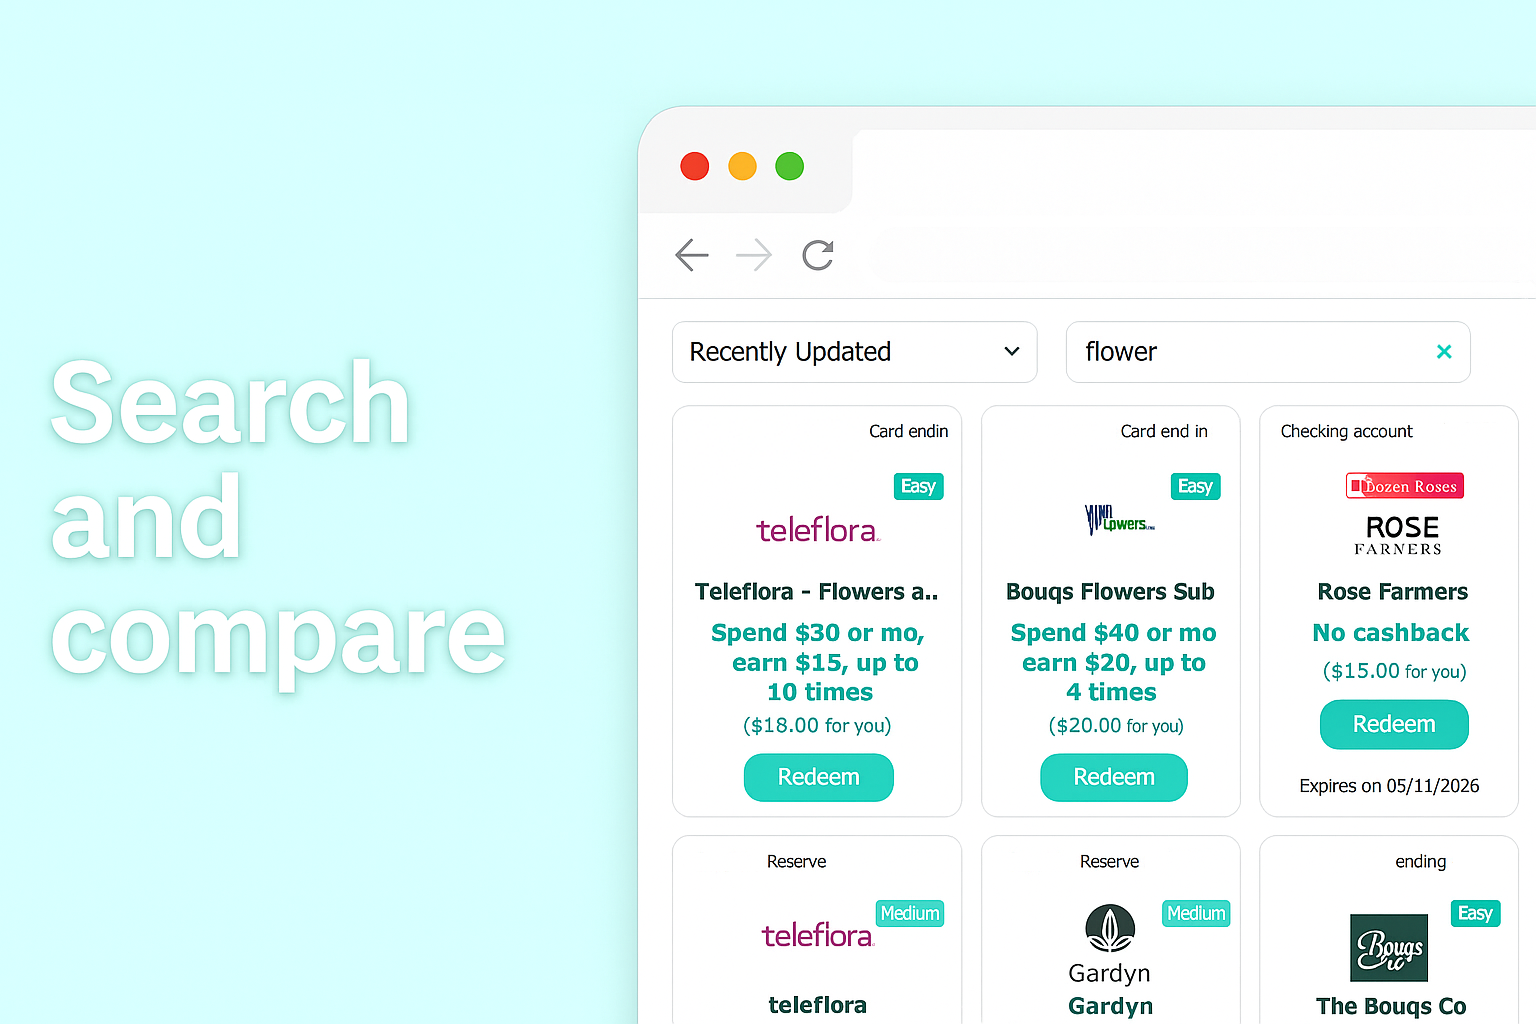 Search
and
compare
Recently Updated
flower
Card endin
Easy
teleflora.
Teleflora - Flowers a..
Spend $30 or mo,
earn $15, up to
10 times
($18.00 for you)
Redeem
Card end in
Easy
Bouqs Flowers Sub
Spend $40 or mo
earn $20, up to
4 times
($20.00 for you)
Redeem
Checking account
Dozen Roses
ROSE
FARNERS
Rose Farmers
No cashback
($15.00 for you)
Redeem
Expires on 05/11/2026
Reserve
Medium
teleflora.
teleflora
Reserve
Medium
Gardyn
Gardyn
ending
Easy
Bouqs
The Bouqs Co